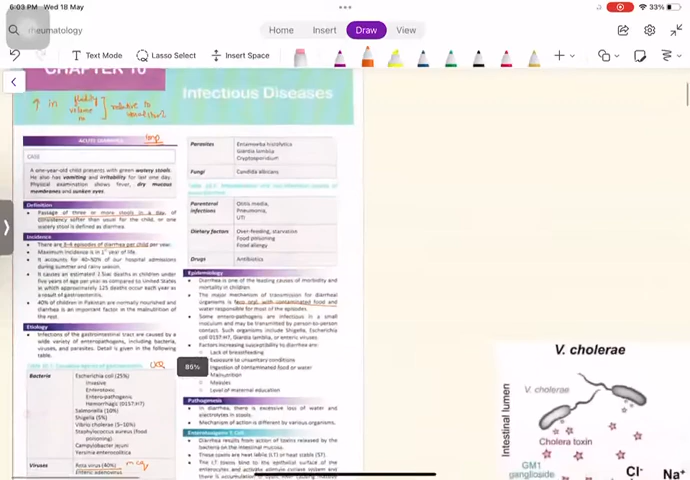 6:03 PM Wed 18 May
33%
rheumatology
Home
Insert
Draw
View
Text Mode
Lasso Select
Insert Space
CHAPTER 10
Infectious Diseases
↑ in fluidity volume no ] relative to usual habit
ACUTE DIARRHEA imp
CASE
A one-year-old child presents with green watery stools.
He also has vomiting and irritability for last one day.
Physical examination shows fever, dry mucous
membranes and sunken eyes.
Definition
Passage of three or more stools in a day, of
consistency softer than usual for the child, or one
watery stool is defined as diarrhea.
Incidence
There are 3-6 episodes of diarrhea per child per year.
Maximum incidence is in 1st year of life.
It accounts for 40-50% of our hospital admissions
during summer and rainy season.
It causes an estimated deaths in children under
five years of age per year as compared to United States
in which approximately 125 deaths occur each year as
a result of gastroenteritis.
40% of children in Pakistan are normally nourished and
diarrhea is an important factor in the malnutrition of
the rest.
Etiology
Infections of the gastrointestinal tract are caused by a
wide variety of enteropathogens, including bacteria,
viruses, and parasites. Detail is given in the following
table.
Bacteria
Escherichia coli (25%)
Invasive
Enterotoxic
Entero-pathogenic
Hemorrhagic (0157:H7)
Salmonella (10%)
Shigella (5%)
Vibrio cholerae (5-10%)
Staphylococcus aureus (food
poisoning)
Campylobacter jejuni
Yersinia enterocolitica
Viruses
Rota virus (40%) mcq
Enteric adenovirus
Parasites
Entamoeba histolytica
Giardia lamblia
Cryptosporidium
Fungi
Candida albicans
Parenteral
infections
Otitis media,
Pneumonia,
UTI
Dietary factors
Over-feeding, starvation
Food poisoning
Food allergy
Drugs
Antibiotics
Epidemiology
Diarrhea is one of the leading causes of morbidity and
mortality in children.
The major mechanism of transmission for diarrheal
organisms is feco oral, with contaminated food and
water responsible for most of the episodes.
Some enteropathogens are infectious in a small
inoculum and may be transmitted by person-to-person
contact. Such organisms include Shigella, Escherichia
coli 0157:H7, Giardia lamblia, or enteric viruses.
Factors increasing susceptibility to diarrhea are:
Lack of breastfeeding
Exposure to unsanitary conditions
Ingestion of contaminated food or water
Malnutrition
Measles
Level of maternal education
Pathogenesis
In diarrhea, there is excessive loss of water and
electrolytes in stools.
Mechanism of action is different by various organisms.
Enterotoxigenic E. Coli
Diarrhea results from action of toxins released by the
bacteria on the intestinal mucosa.
These toxins are heat labile (LT) or heat stable (ST).
The LT toxins bind to the epithelial surface of the
enterocytes and activate adenylate cyclase system and
85%
V. cholerae
V. cholerae
Intestinal lumen
Cholera toxin
GM1
ganglioside
Cl-
Na+